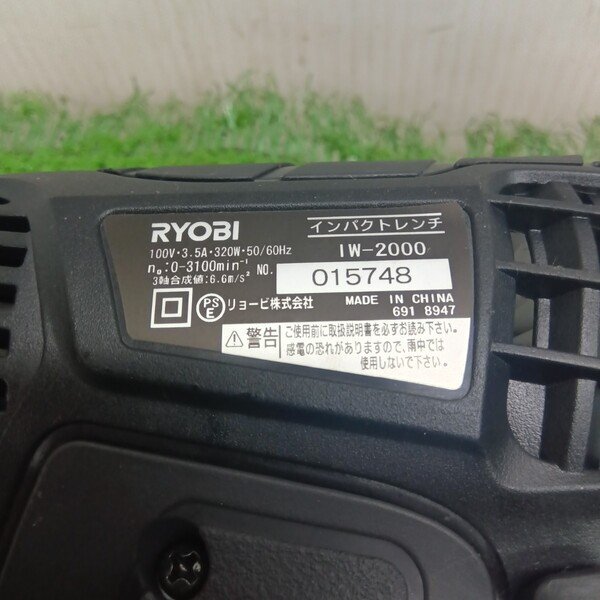 RYOBI
インパクトレンチ
100V・3.5A・320W・50/60Hz
IW-2000
n₀:0-3100min⁻¹ NO. 015748
3軸合成値:6.6m/s²
PSE
リョービ株式会社
MADE IN CHINA
691 8947
警告
ご使用前に取扱説明書を必ずお読み下さい。
感電の恐れがありますので、雨中では
使用しないで下さい。